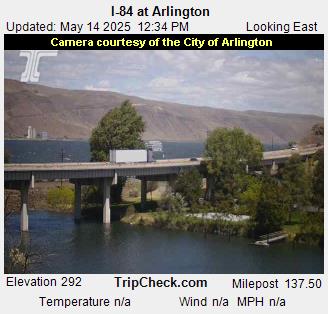 I-84 at Arlington
Updated: May 14 2025 12:34 PM Looking East
Camera courtesy of the City of Arlington
Elevation 292 TripCheck.com Milepost 137.50
Temperature n/a Wind n/a MPH n/a